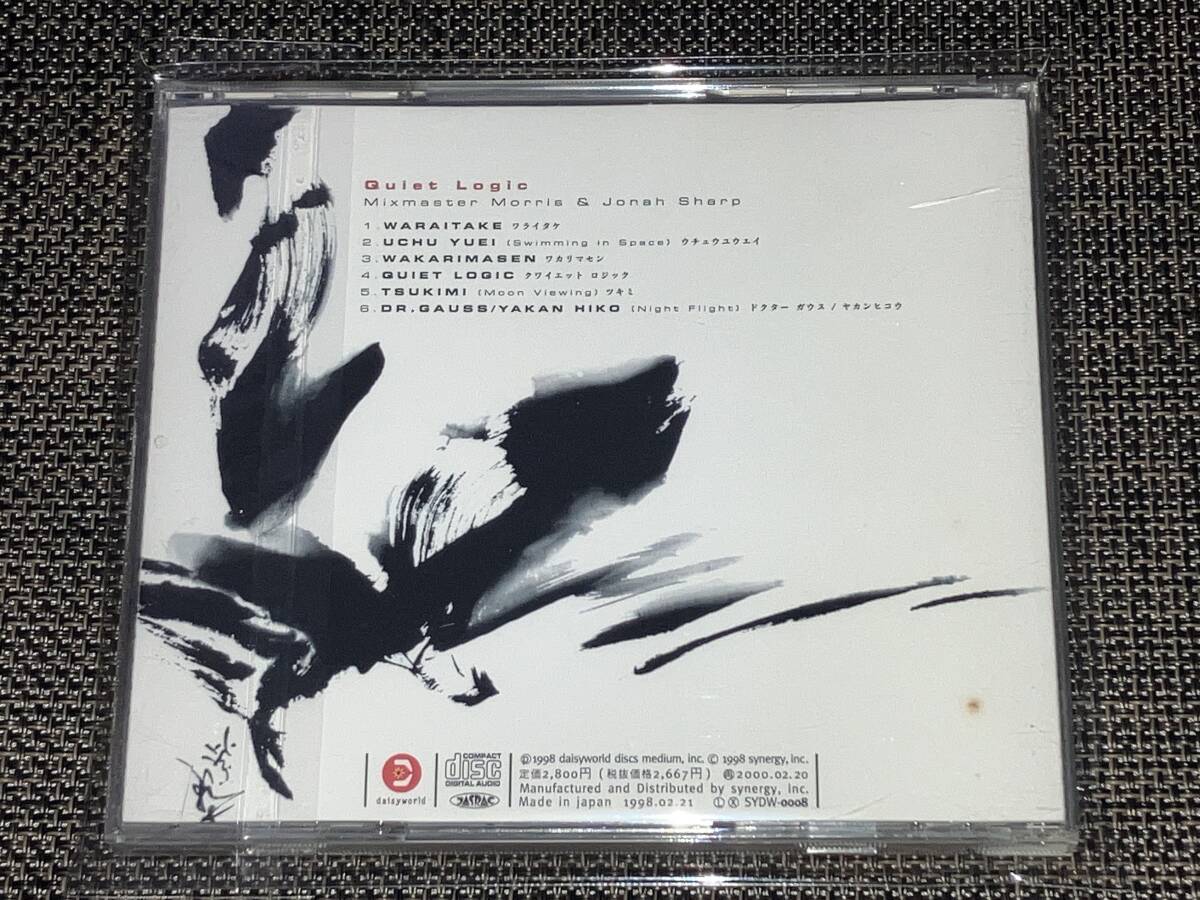 Quiet Logic
Mixmaster Morris & Jonah Sharp
1. WARAITAKE ワライタケ
2. UCHU YUEI (Swimming in Space) ウチュウユウエイ
3. WAKARIMASEN ワカリマセン
4. QUIET LOGIC クワイエット ロジック
5. TSUKIMI (Moon Viewing) ツキミ
6. DR. GAUSS/YAKAN HIKO (Night Flight) ドクター ガウス / ヤカンヒコウ
daisyworld
COMPACT
disc
DIGITAL AUDIO
JASRAC
Ⓟ1998 daisyworld discs medium, inc. © 1998 synergy, inc.
定価2,800円 (税抜価格2,667円) 2000.02.20
Manufactured and Distributed by synergy, inc.
Made in japan 1998.02.21 Ⓛ Ⓧ SYDW-0008